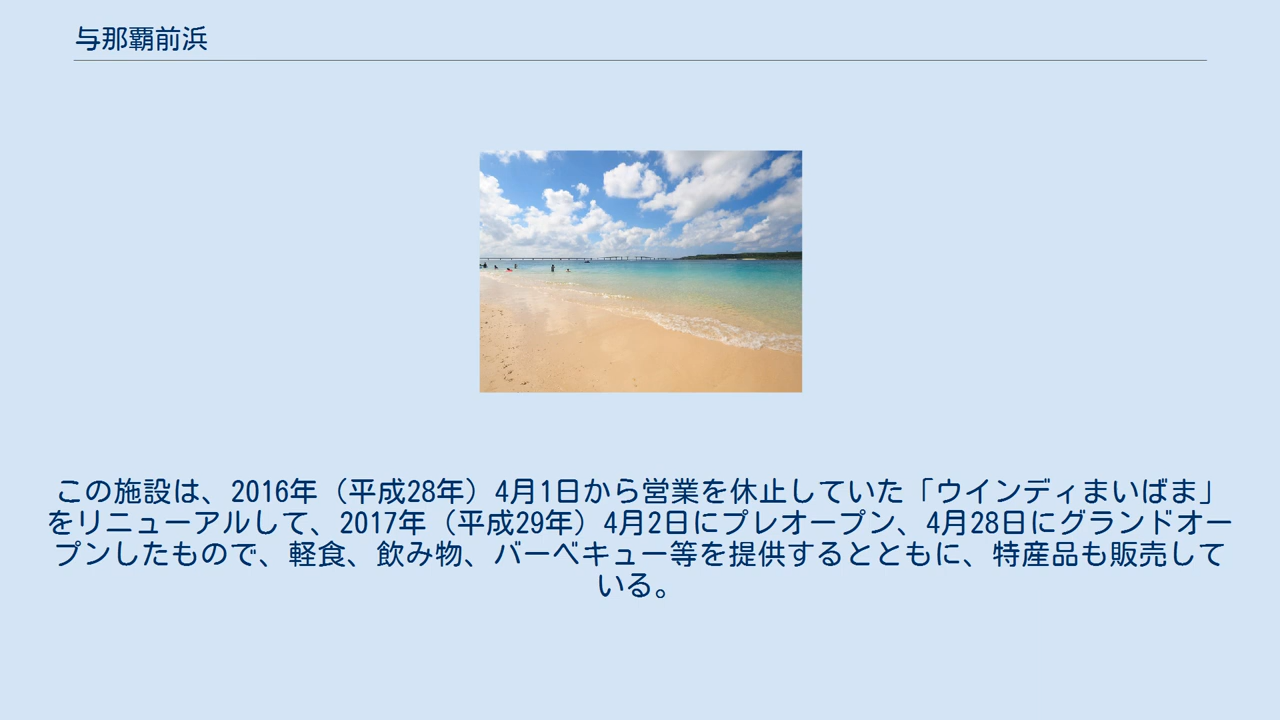 与那覇前浜
この施設は、2016年（平成28年）4月1日から営業を休止していた「ウインディまいばま」
をリニューアルして、2017年（平成29年）4月2日にプレオープン、4月28日にグランドオー
プンしたもので、軽食、飲み物、バーベキュー等を提供するとともに、特産品も販売して
いる。